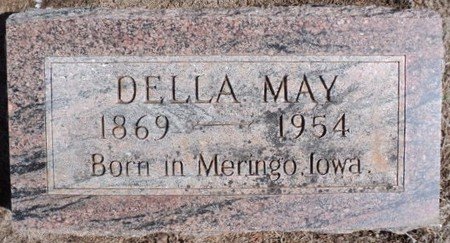 DELLA MAY
1869 — 1954
Born in Meringo, Iowa.